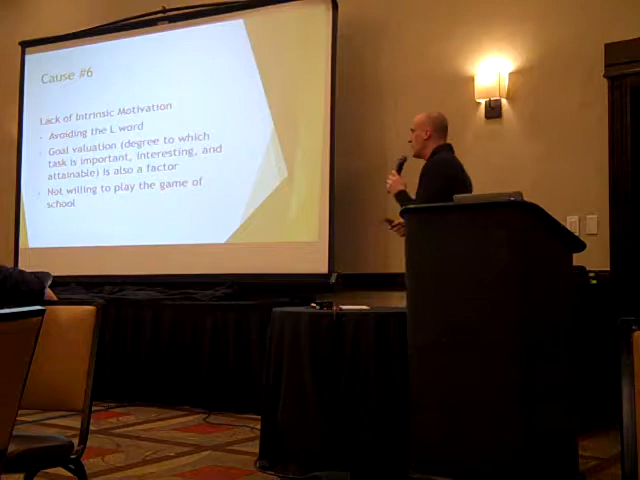 Cause #6
Lack of Intrinsic Motivation
Avoiding the L word
Goal valuation (degree to which
task is important, interesting, and
attainable) is also a factor
Not willing to play the game of
school